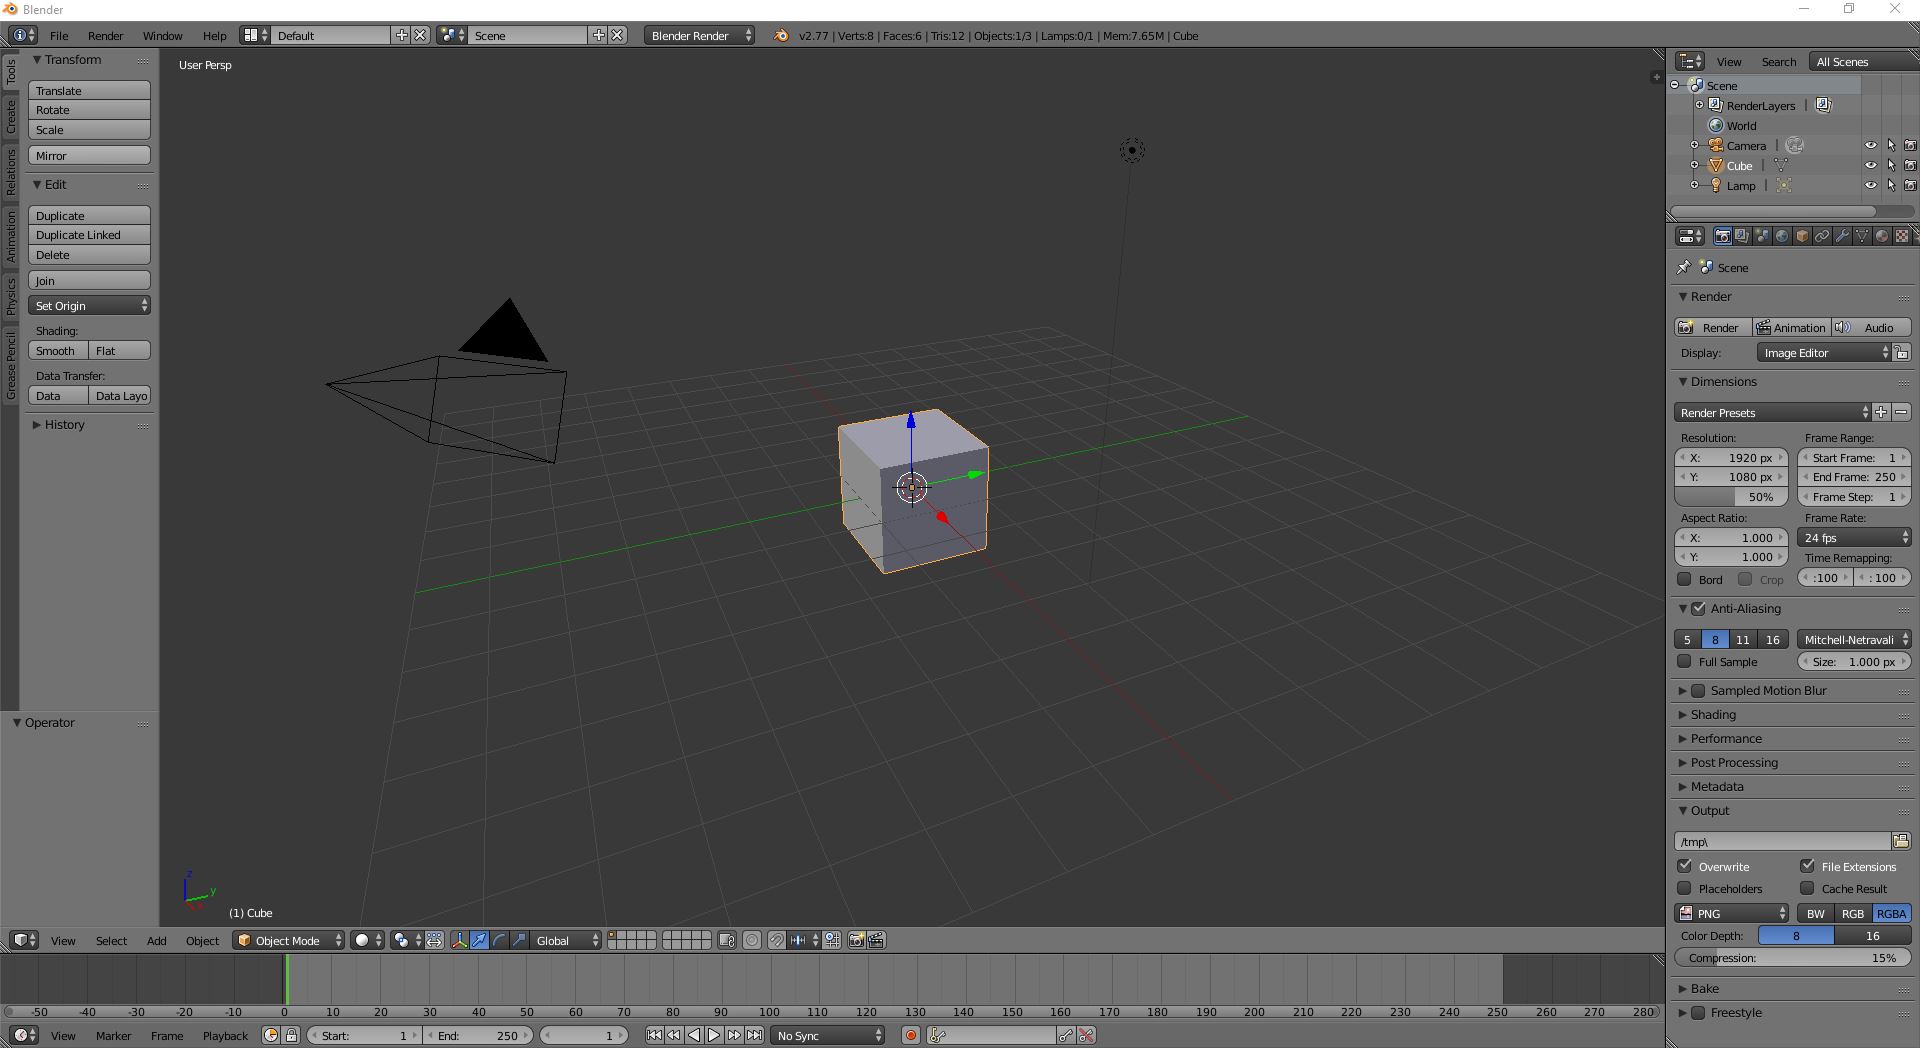 Blender
File Render Window Help Default Scene Blender Render v2.77 | Verts:8 | Faces:6 | Tris:12 | Objects:1/3 | Lamps:0/1 | Mem:7.65M | Cube
Tools
Create
Relations
Animation
Physics
Grease Pencil
Transform
Translate
Rotate
Scale
Mirror
Edit
Duplicate
Duplicate Linked
Delete
Join
Set Origin
Shading:
Smooth Flat
Data Transfer:
Data Data Layo
History
Operator
User Persp
z
y
(1) Cube
View Select Add Object Object Mode Global
-50 -40 -30 -20 -10 0 10 20 30 40 50 60 70 80 90 100 110 120 130 140 150 160 170 180 190 200 210 220 230 240 250 260 270 280
View Marker Frame Playback Start: 1 End: 250 1 No Sync
View Search All Scenes
Scene
RenderLayers |
World
Camera |
Cube |
Lamp |
Scene
Render
Render Animation Audio
Display: Image Editor
Dimensions
Render Presets
Resolution: Frame Range:
X: 1920 px Start Frame: 1
Y: 1080 px End Frame: 250
50% Frame Step: 1
Aspect Ratio: Frame Rate:
X: 1.000 24 fps
Y: 1.000 Time Remapping:
Bord Crop :100 : 100
Anti-Aliasing
5 8 11 16 Mitchell-Netravali
Full Sample Size: 1.000 px
Sampled Motion Blur
Shading
Performance
Post Processing
Metadata
Output
/tmp\
Overwrite File Extensions
Placeholders Cache Result
PNG BW RGB RGBA
Color Depth: 8 16
Compression: 15%
Bake
Freestyle